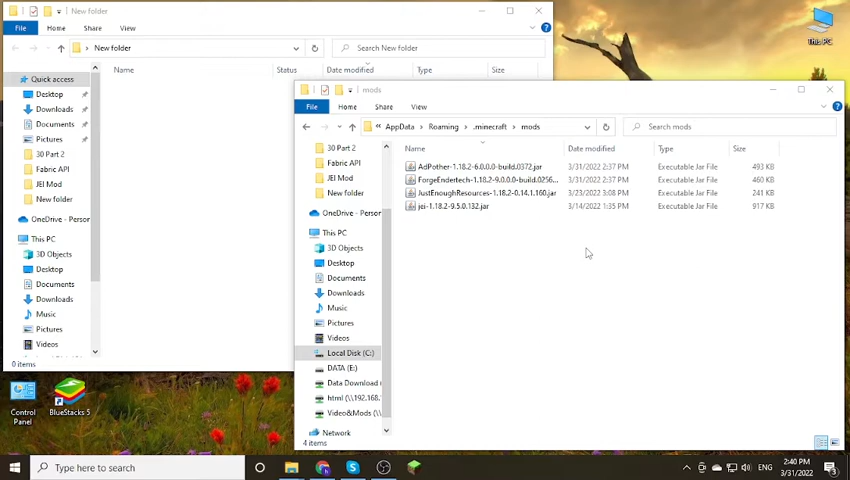 New folder
File Home Share View
New folder
Search New folder
Name Status Date modified Type Size
Quick access
Desktop
Downloads
Documents
Pictures
30 Part 2
Fabric API
JEI Mod
New folder
OneDrive - Person
This PC
3D Objects
Desktop
Documents
Downloads
Music
Pictures
Videos
0 items
mods
File Home Share View
« AppData > Roaming > .minecraft > mods
Search mods
Name Date modified Type Size
AdPother-1.18.2-6.0.0.0-build.0372.jar 3/31/2022 2:37 PM Executable Jar File 493 KB
ForgeEndertech-1.18.2-9.0.0.0-build.0256... 3/31/2022 2:37 PM Executable Jar File 460 KB
JustEnoughResources-1.18.2-0.14.1.160.jar 3/23/2022 3:08 PM Executable Jar File 241 KB
jei-1.18.2-9.5.0.132.jar 3/14/2022 1:35 PM Executable Jar File 917 KB
30 Part 2
Fabric API
JEI Mod
New folder
OneDrive - Person
This PC
3D Objects
Desktop
Documents
Downloads
Music
Pictures
Videos
Local Disk (C:)
DATA (E:)
Data Download (
html (\\192.168.
Video&Mods (\\
Network
4 items
This PC
Control Panel
BlueStacks 5
Type here to search
ENG
2:40 PM
3/31/2022
3